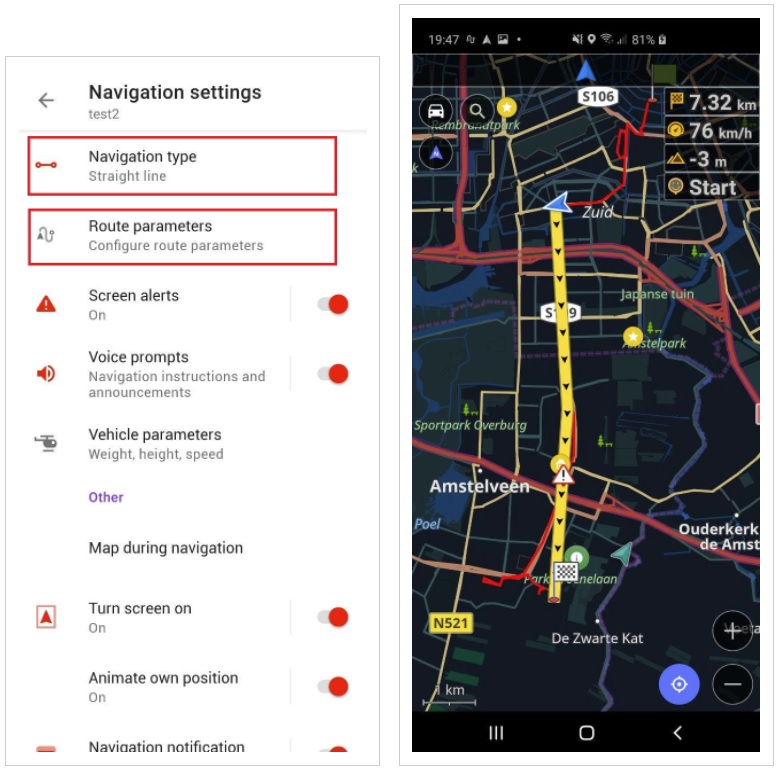 Navigation settings
test2
Navigation type
Straight line
Route parameters
Configure route parameters
Screen alerts
On
Voice prompts
Navigation instructions and
announcements
Vehicle parameters
Weight, height, speed
Other
Map during navigation
Turn screen on
On
Animate own position
On
Navigation notification
19:47
81%
S106
7.32 km
Rembrandtpark
76 km/h
-3 m
Start
Zuid
Japanse tuin
Amstelpark
Sportpark Overburg
Amstelveen
Poel
Ouderkerk
de Amst
N521
De Zwarte Kat
1 km